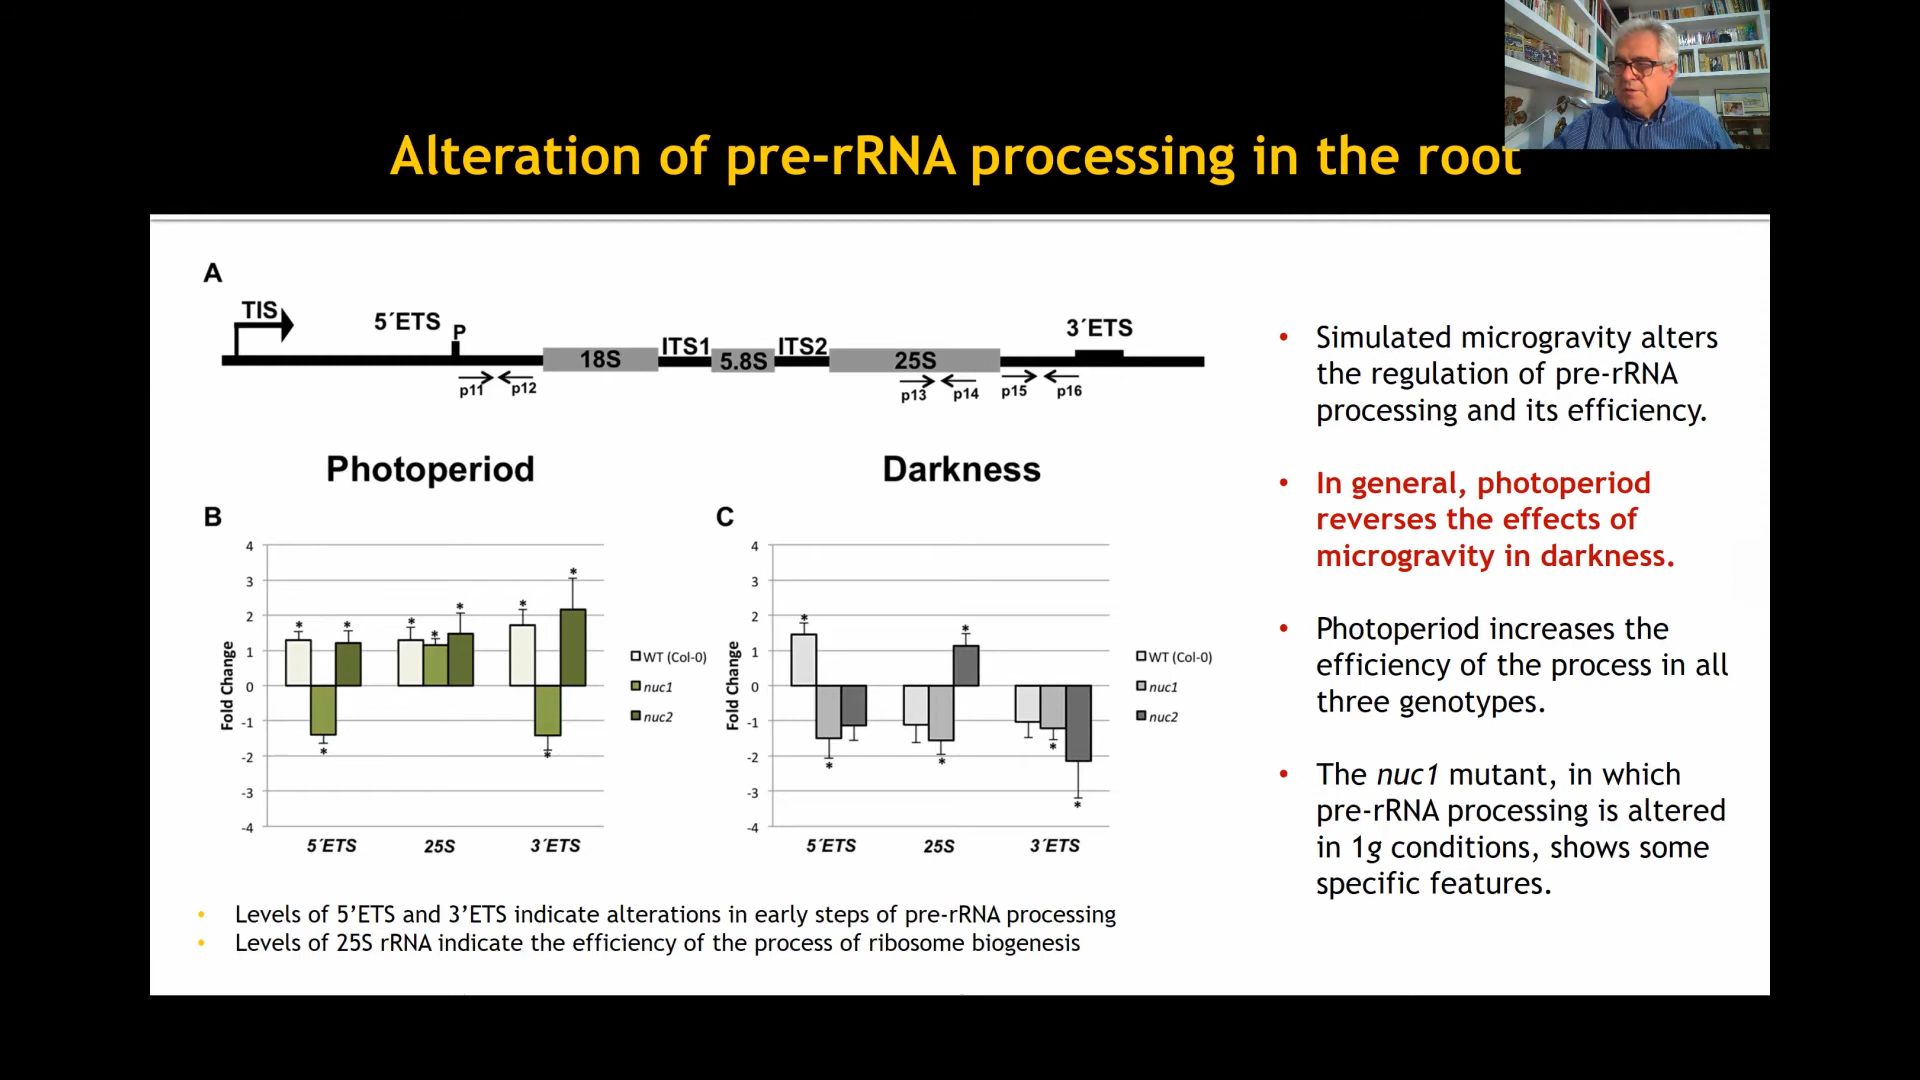 Alteration of pre-rRNA processing in the root
A
TIS
5´ETS
P
18S
ITS1
5.8S
ITS2
25S
3´ETS
p11
p12
p13
p14
p15
p16
Photoperiod
Darkness
B
4
3
2
1
0
-1
-2
-3
-4
Fold Change
* * * * * * * * *
5´ETS
25S
3´ETS
WT (Col-0)
nuc1
nuc2
C
4
3
2
1
0
-1
-2
-3
-4
Fold Change
* * * * * *
5´ETS
25S
3´ETS
WT (Col-0)
nuc1
nuc2
• Levels of 5’ETS and 3’ETS indicate alterations in early steps of pre-rRNA processing
• Levels of 25S rRNA indicate the efficiency of the process of ribosome biogenesis
• Simulated microgravity alters
the regulation of pre-rRNA
processing and its efficiency.
• In general, photoperiod
reverses the effects of
microgravity in darkness.
• Photoperiod increases the
efficiency of the process in all
three genotypes.
• The nuc1 mutant, in which
pre-rRNA processing is altered
in 1g conditions, shows some
specific features.